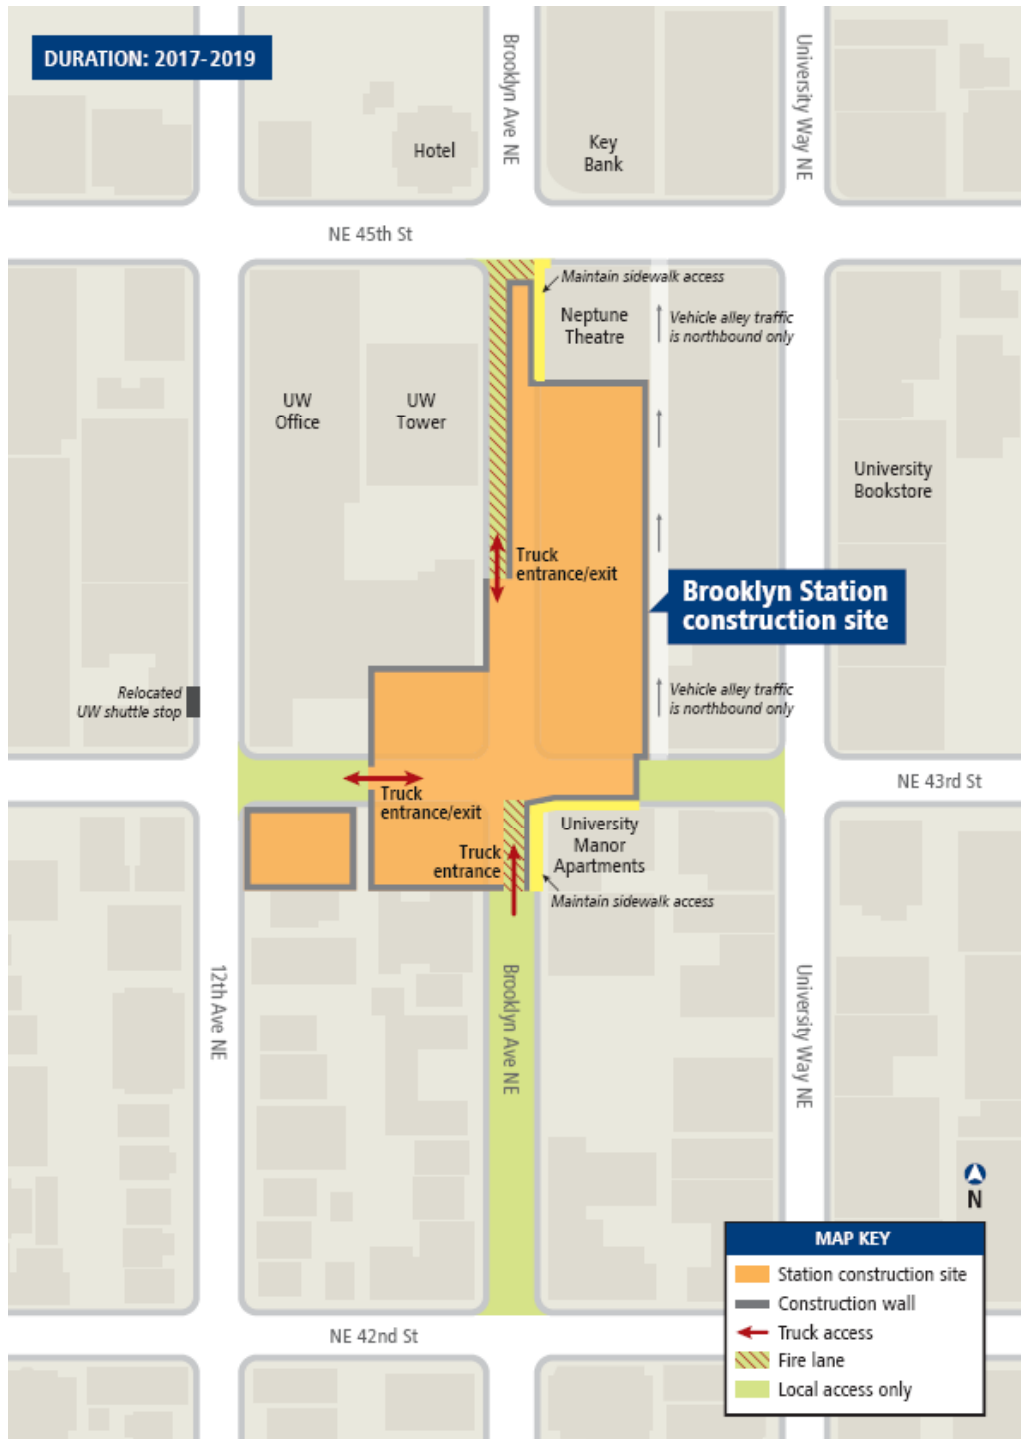 DURATION: 2017-2019
Brooklyn Ave NE
University Way NE
Hotel
Key
Bank
NE 45th St
Maintain sidewalk access
Neptune
Theatre
Vehicle alley traffic
is northbound only
UW
Office
UW
Tower
University
Bookstore
Truck
entrance/exit
Brooklyn Station
construction site
Relocated
UW shuttle stop
Vehicle alley traffic
is northbound only
NE 43rd St
Truck
entrance/exit
University
Manor
Apartments
Truck
entrance
Maintain sidewalk access
12th Ave NE
Brooklyn Ave NE
University Way NE
N
MAP KEY
Station construction site
Construction wall
Truck access
Fire lane
Local access only
NE 42nd St